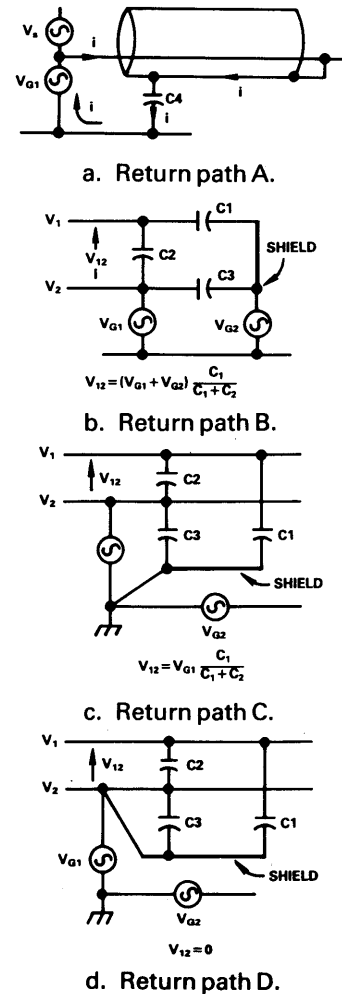 Vs
i
VG1
i
C4
i
i
a. Return path A.
C1
V1
SHIELD
V12
i
C2
C3
V2
VG1
VG2
V12=(VG1+VG2) C1/C1+C2
b. Return path B.
V1
V12
C2
V2
C3
C1
SHIELD
VG2
V12=VG1 C1/C1+C2
c. Return path C.
V1
V12
C2
V2
C3
C1
VG1
SHIELD
VG2
V12=0
d. Return path D.